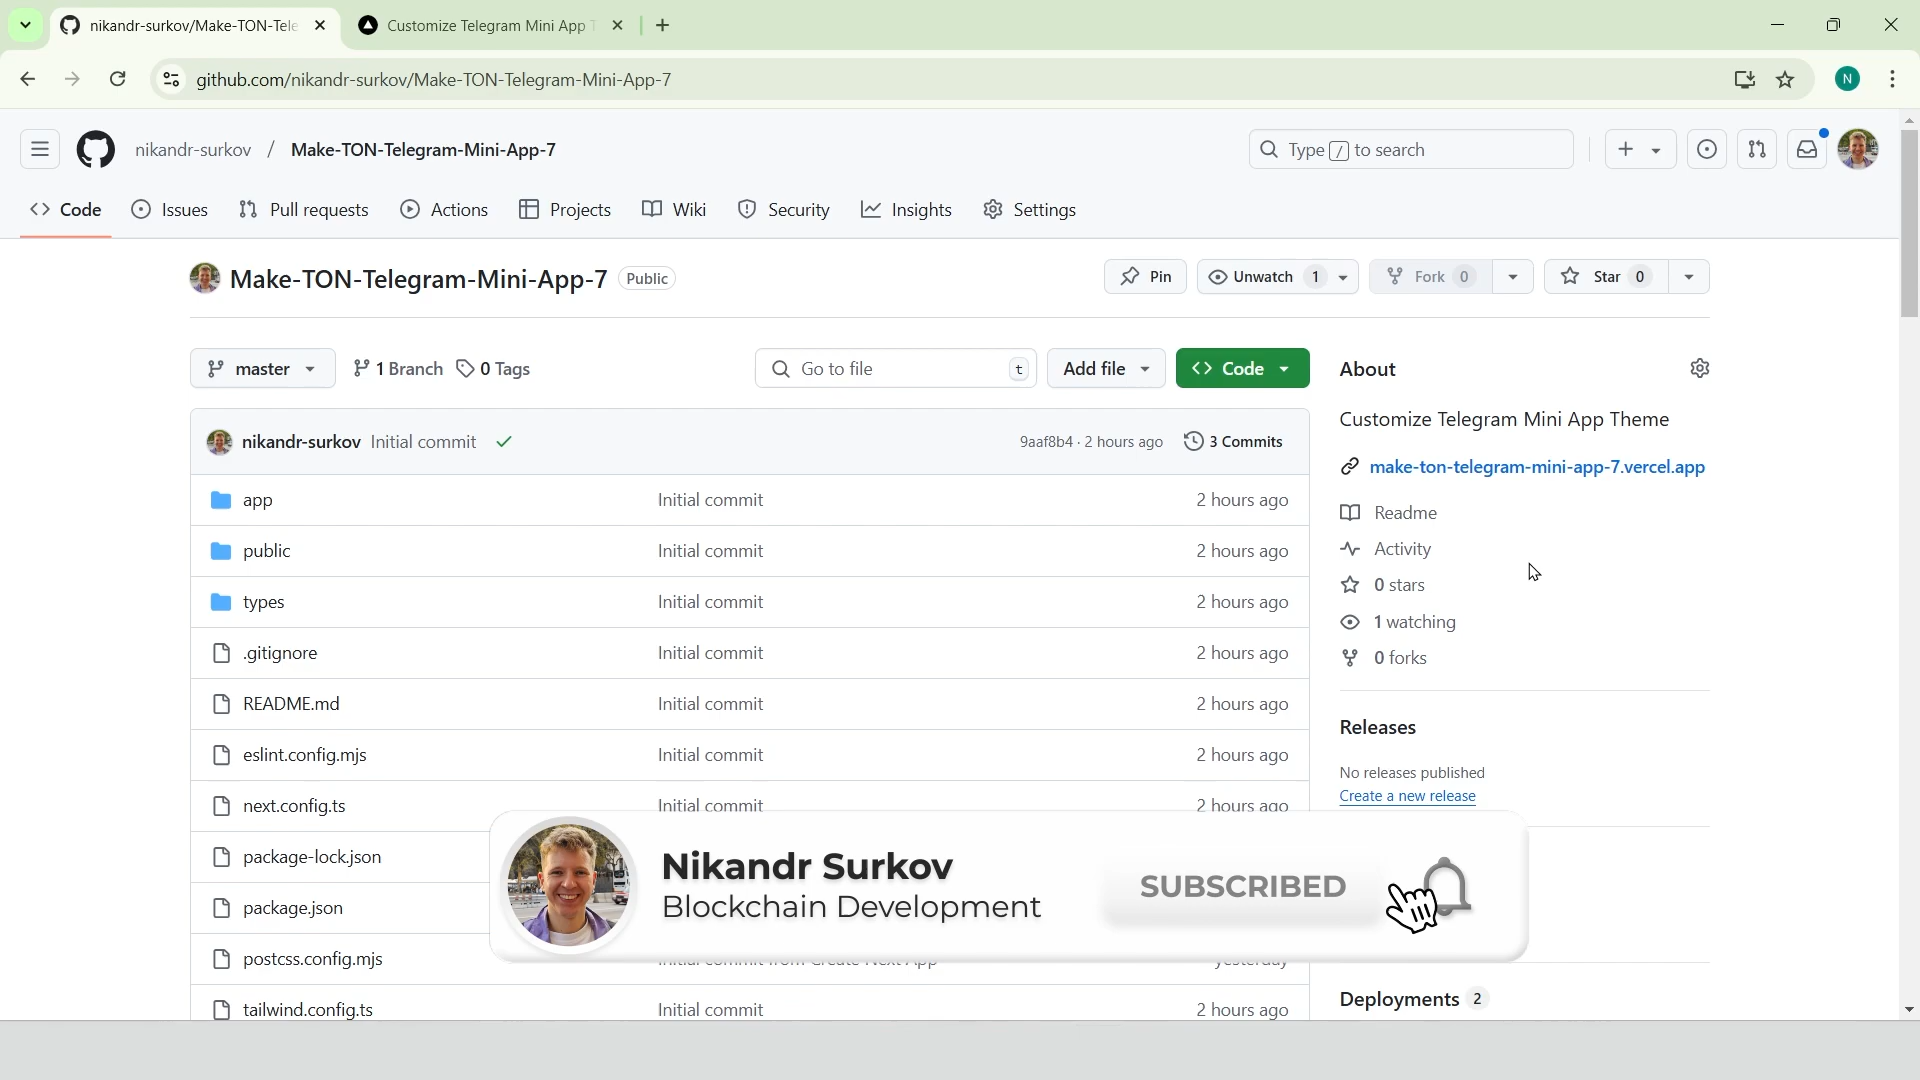 nikandr-surkov/Make-TON-Tele
Customize Telegram Mini App T
github.com/nikandr-surkov/Make-TON-Telegram-Mini-App-7
N
nikandr-surkov / Make-TON-Telegram-Mini-App-7
Type / to search
Code
Issues
Pull requests
Actions
Projects
Wiki
Security
Insights
Settings
Make-TON-Telegram-Mini-App-7 Public
Pin
Unwatch 1
Fork 0
Star 0
master
1 Branch
0 Tags
Go to file t
Add file
Code
nikandr-surkov Initial commit
9aaf8b4 · 2 hours ago
3 Commits
app Initial commit 2 hours ago
public Initial commit 2 hours ago
types Initial commit 2 hours ago
.gitignore Initial commit 2 hours ago
README.md Initial commit 2 hours ago
eslint.config.mjs Initial commit 2 hours ago
next.config.ts Initial commit 2 hours ago
package-lock.json
package.json
postcss.config.mjs Initial commit from Create Next App yesterday
tailwind.config.ts Initial commit 2 hours ago
About
Customize Telegram Mini App Theme
make-ton-telegram-mini-app-7.vercel.app
Readme
Activity
0 stars
1 watching
0 forks
Releases
No releases published
Create a new release
Deployments 2
Nikandr Surkov
Blockchain Development
SUBSCRIBED